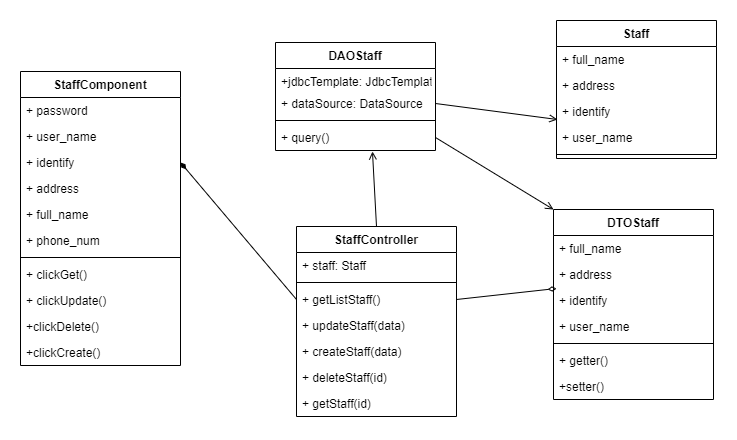 StaffComponent
+ password
+ user_name
+ identify
+ address
+ full_name
+ phone_num
+ clickGet()
+ clickUpdate()
+clickDelete()
+clickCreate()
DAOStaff
+jdbcTemplate: JdbcTemplat
+ dataSource: DataSource
+ query()
StaffController
+ staff: Staff
+ getListStaff()
+ updateStaff(data)
+ createStaff(data)
+ deleteStaff(id)
+ getStaff(id)
Staff
+ full_name
+ address
+ identify
+ user_name
DTOStaff
+ full_name
+ address
+ identify
+ user_name
+ getter()
+setter()